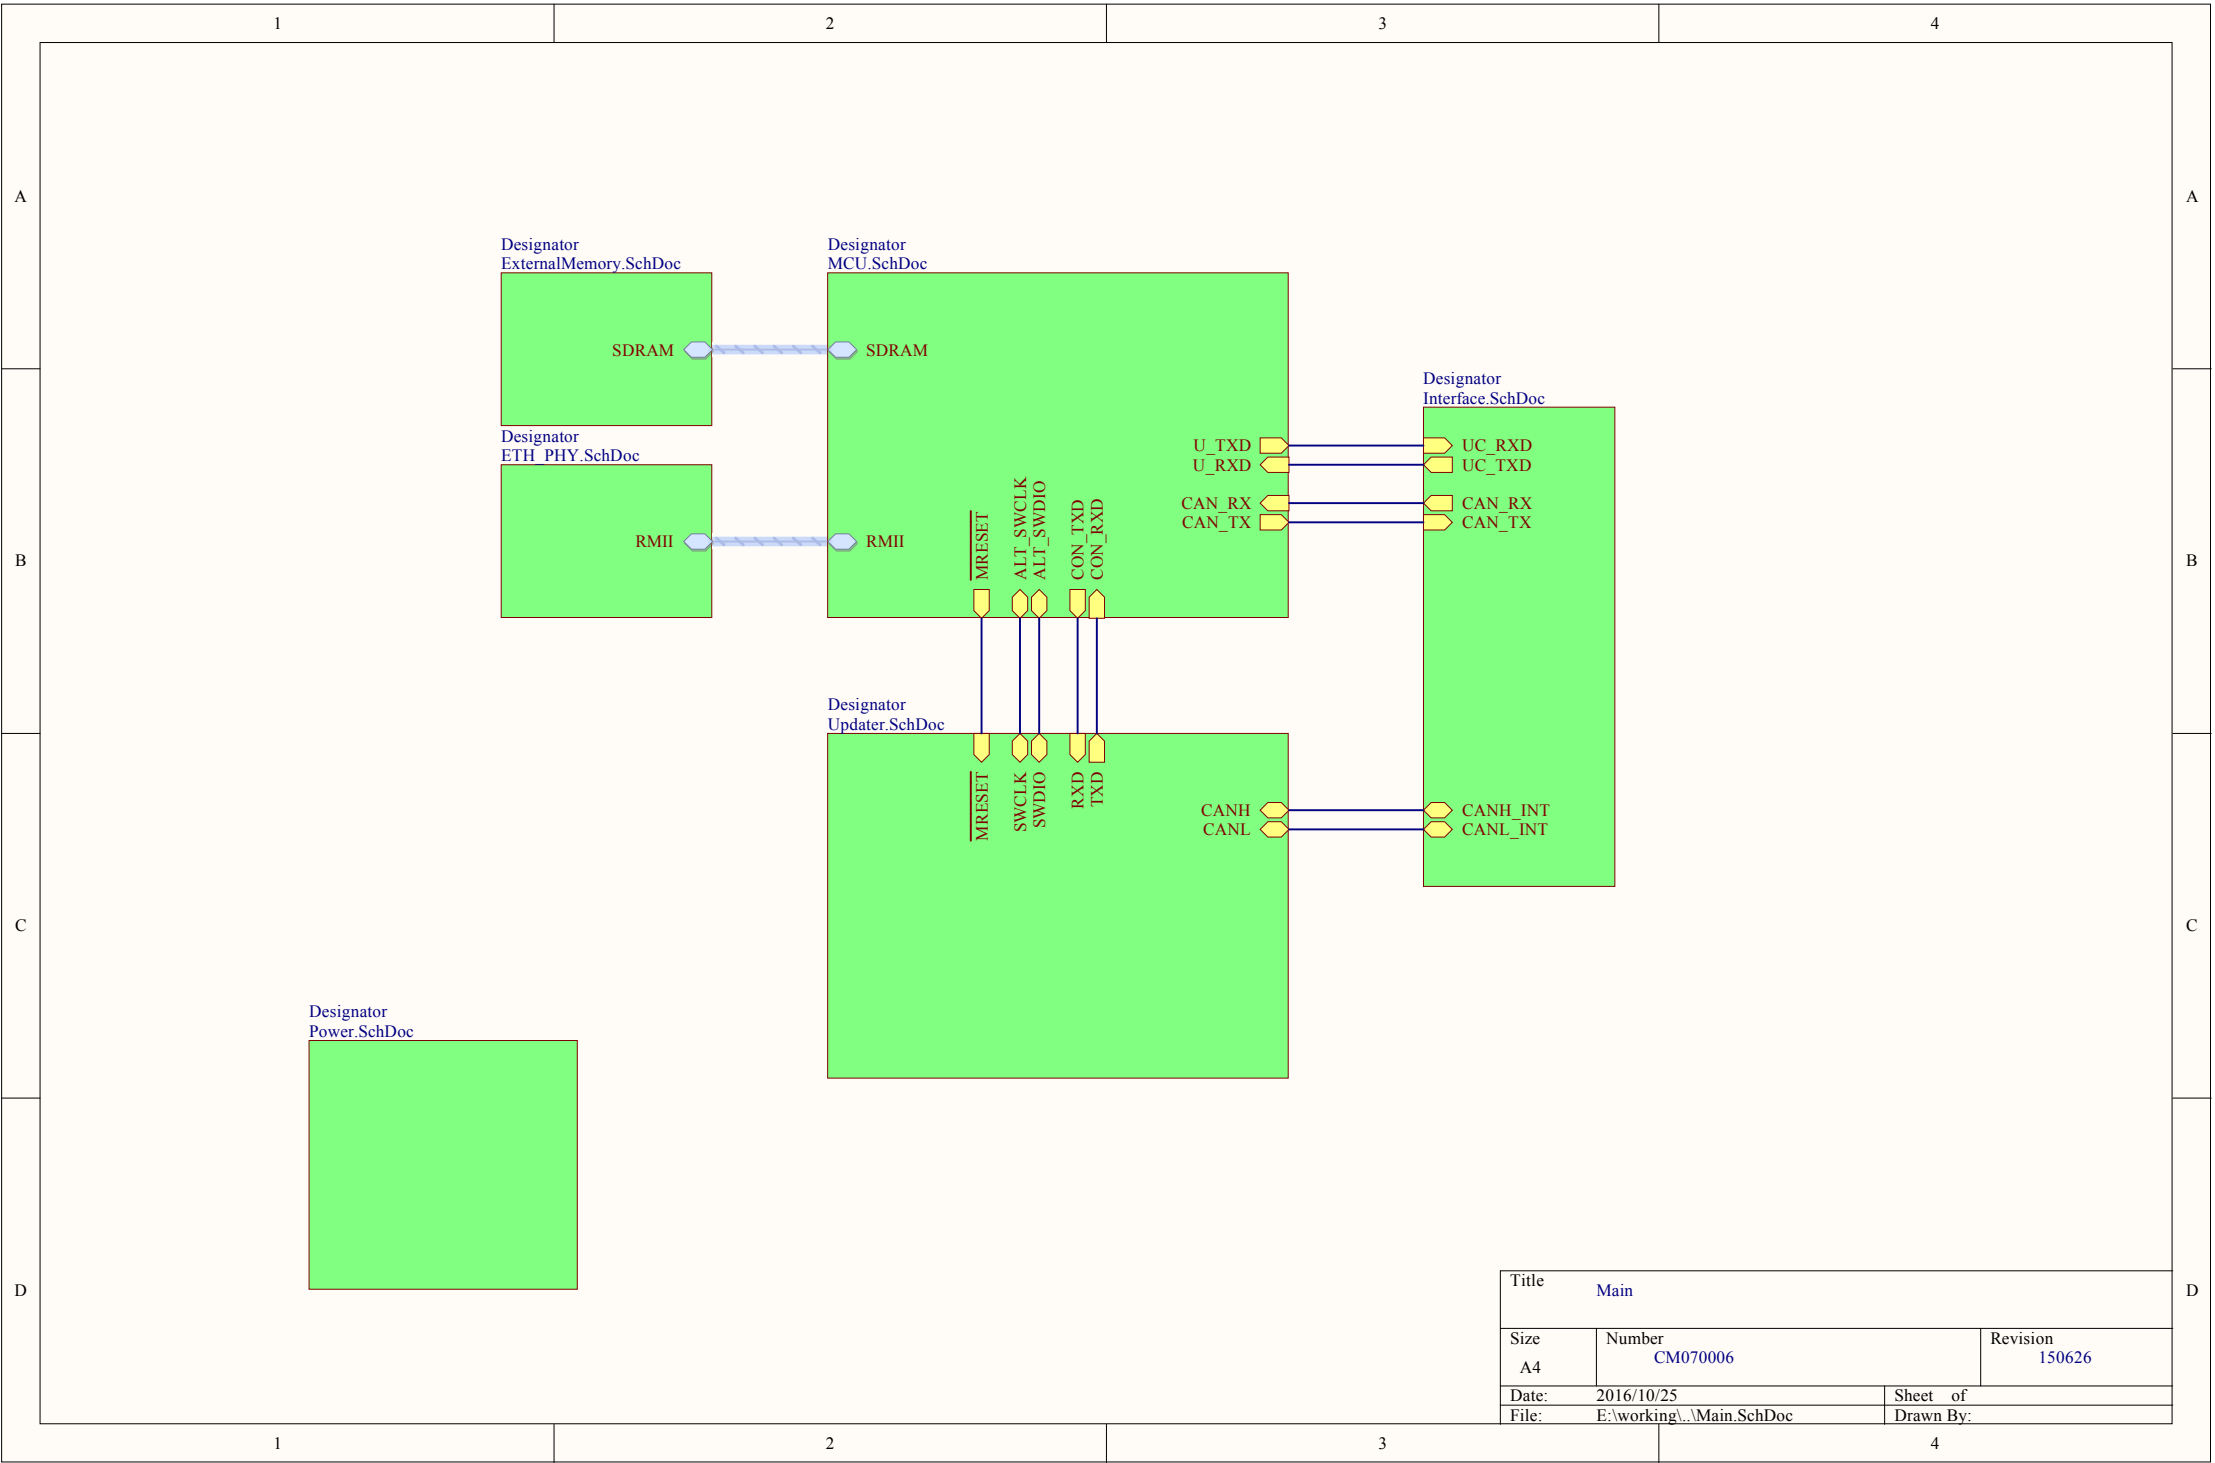 1 2 3 4
A A
Designator
ExternalMemory.SchDoc
SDRAM
Designator
MCU.SchDoc
SDRAM
Designator
ETH_PHY.SchDoc
RMII
RMII
U_TXD
U_RXD
CAN_RX
CAN_TX
MRESET
ALT_SWCLK
ALT_SWDIO
CON_TXD
CON_RXD
Designator
Interface.SchDoc
UC_RXD
UC_TXD
CAN_RX
CAN_TX
B B
Designator
Updater.SchDoc
MRESET
SWCLK
SWDIO
RXD
TXD
CANH
CANL
CANH_INT
CANL_INT
C C
Designator
Power.SchDoc
D D
Title
Main
Size
A4
Number
CM070006
Revision
150626
Date: 2016/10/25 Sheet of
File: E:\working\..\Main.SchDoc Drawn By:
1 2 3 4